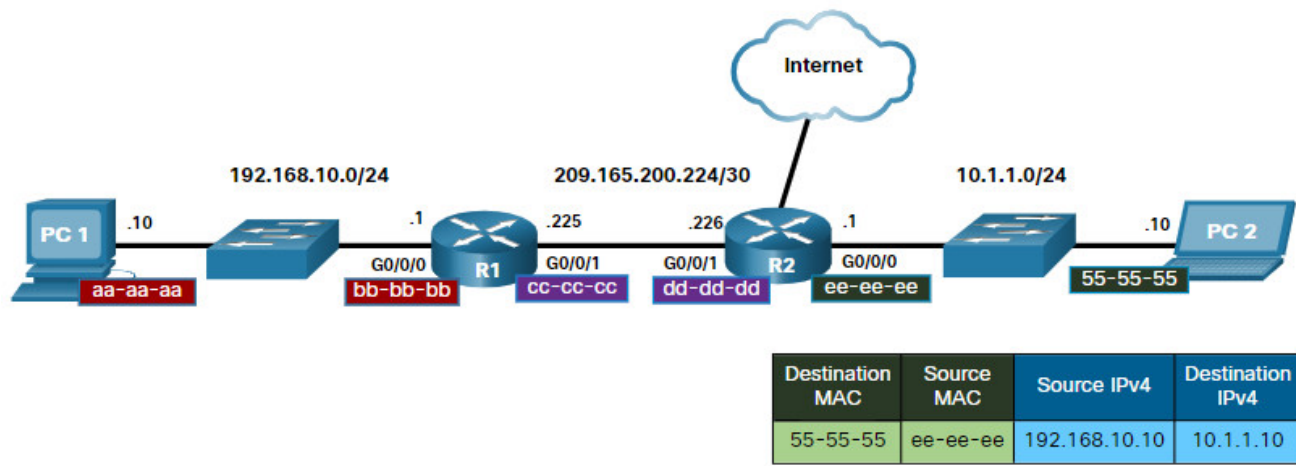 Internet
192.168.10.0/24
209.165.200.224/30
10.1.1.0/24
PC 1
.10
.1
R1
.225
.226
R2
.1
.10
PC 2
G0/0/0
G0/0/1
G0/0/1
G0/0/0
aa-aa-aa
bb-bb-bb
cc-cc-cc
dd-dd-dd
ee-ee-ee
55-55-55
Destination MAC
Source MAC
Source IPv4
Destination IPv4
55-55-55
ee-ee-ee
192.168.10.10
10.1.1.10